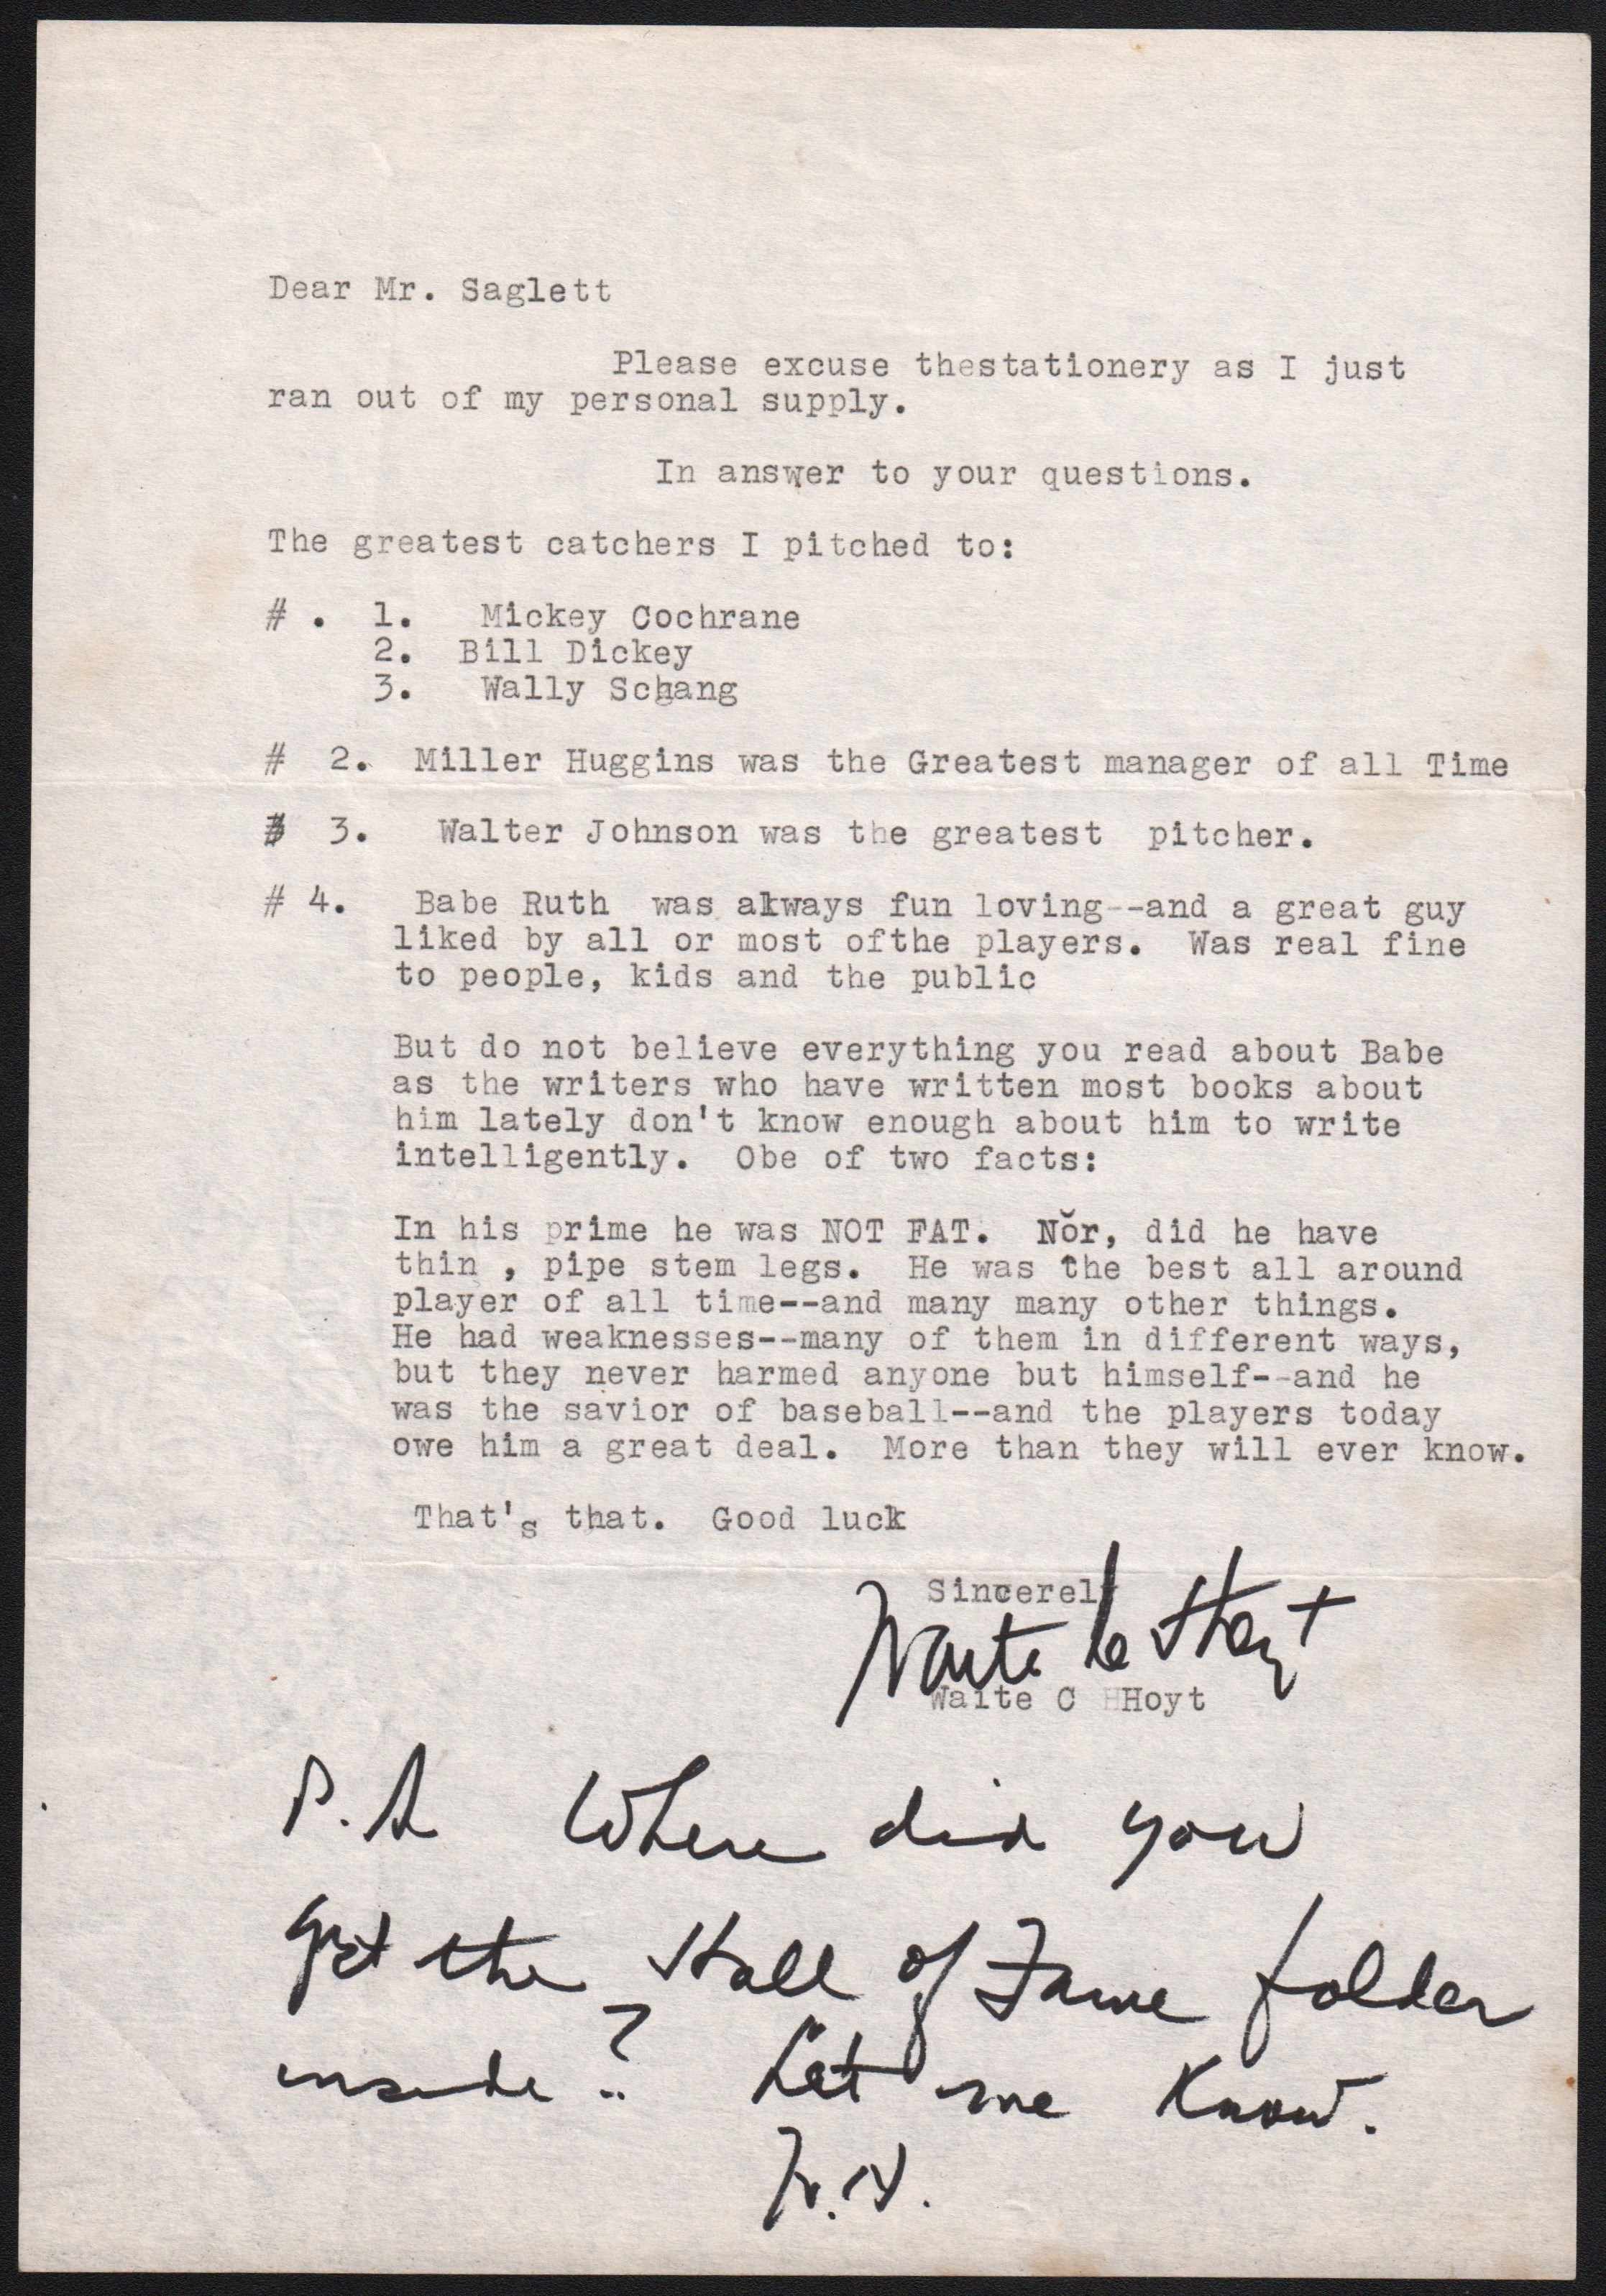 Dear Mr. Saglett
Please excuse thestationery as I just
ran out of my personal supply.
In answer to your questions.
The greatest catchers I pitched to:
# . 1. Mickey Cochrane
2. Bill Dickey
3. Wally Schang
# 2. Miller Huggins was the Greatest manager of all Time
# 3. Walter Johnson was the greatest pitcher.
# 4. Babe Ruth was always fun loving--and a great guy
liked by all or most ofthe players. Was real fine
to people, kids and the public
But do not believe everything you read about Babe
as the writers who have written most books about
him lately don't know enough about him to write
intelligently. Obe of two facts:
In his prime he was NOT FAT. Nor, did he have
thin , pipe stem legs. He was the best all around
player of all time--and many many other things.
He had weaknesses--many of them in different ways,
but they never harmed anyone but himself--and he
was the savior of baseball--and the players today
owe him a great deal. More than they will ever know.
That's that. Good luck
Sincerely
Waite C Hoyt
Waite C HHoyt
P.S Where did you
get the Hall of Fame folder
inside? Let me know.
W.H.